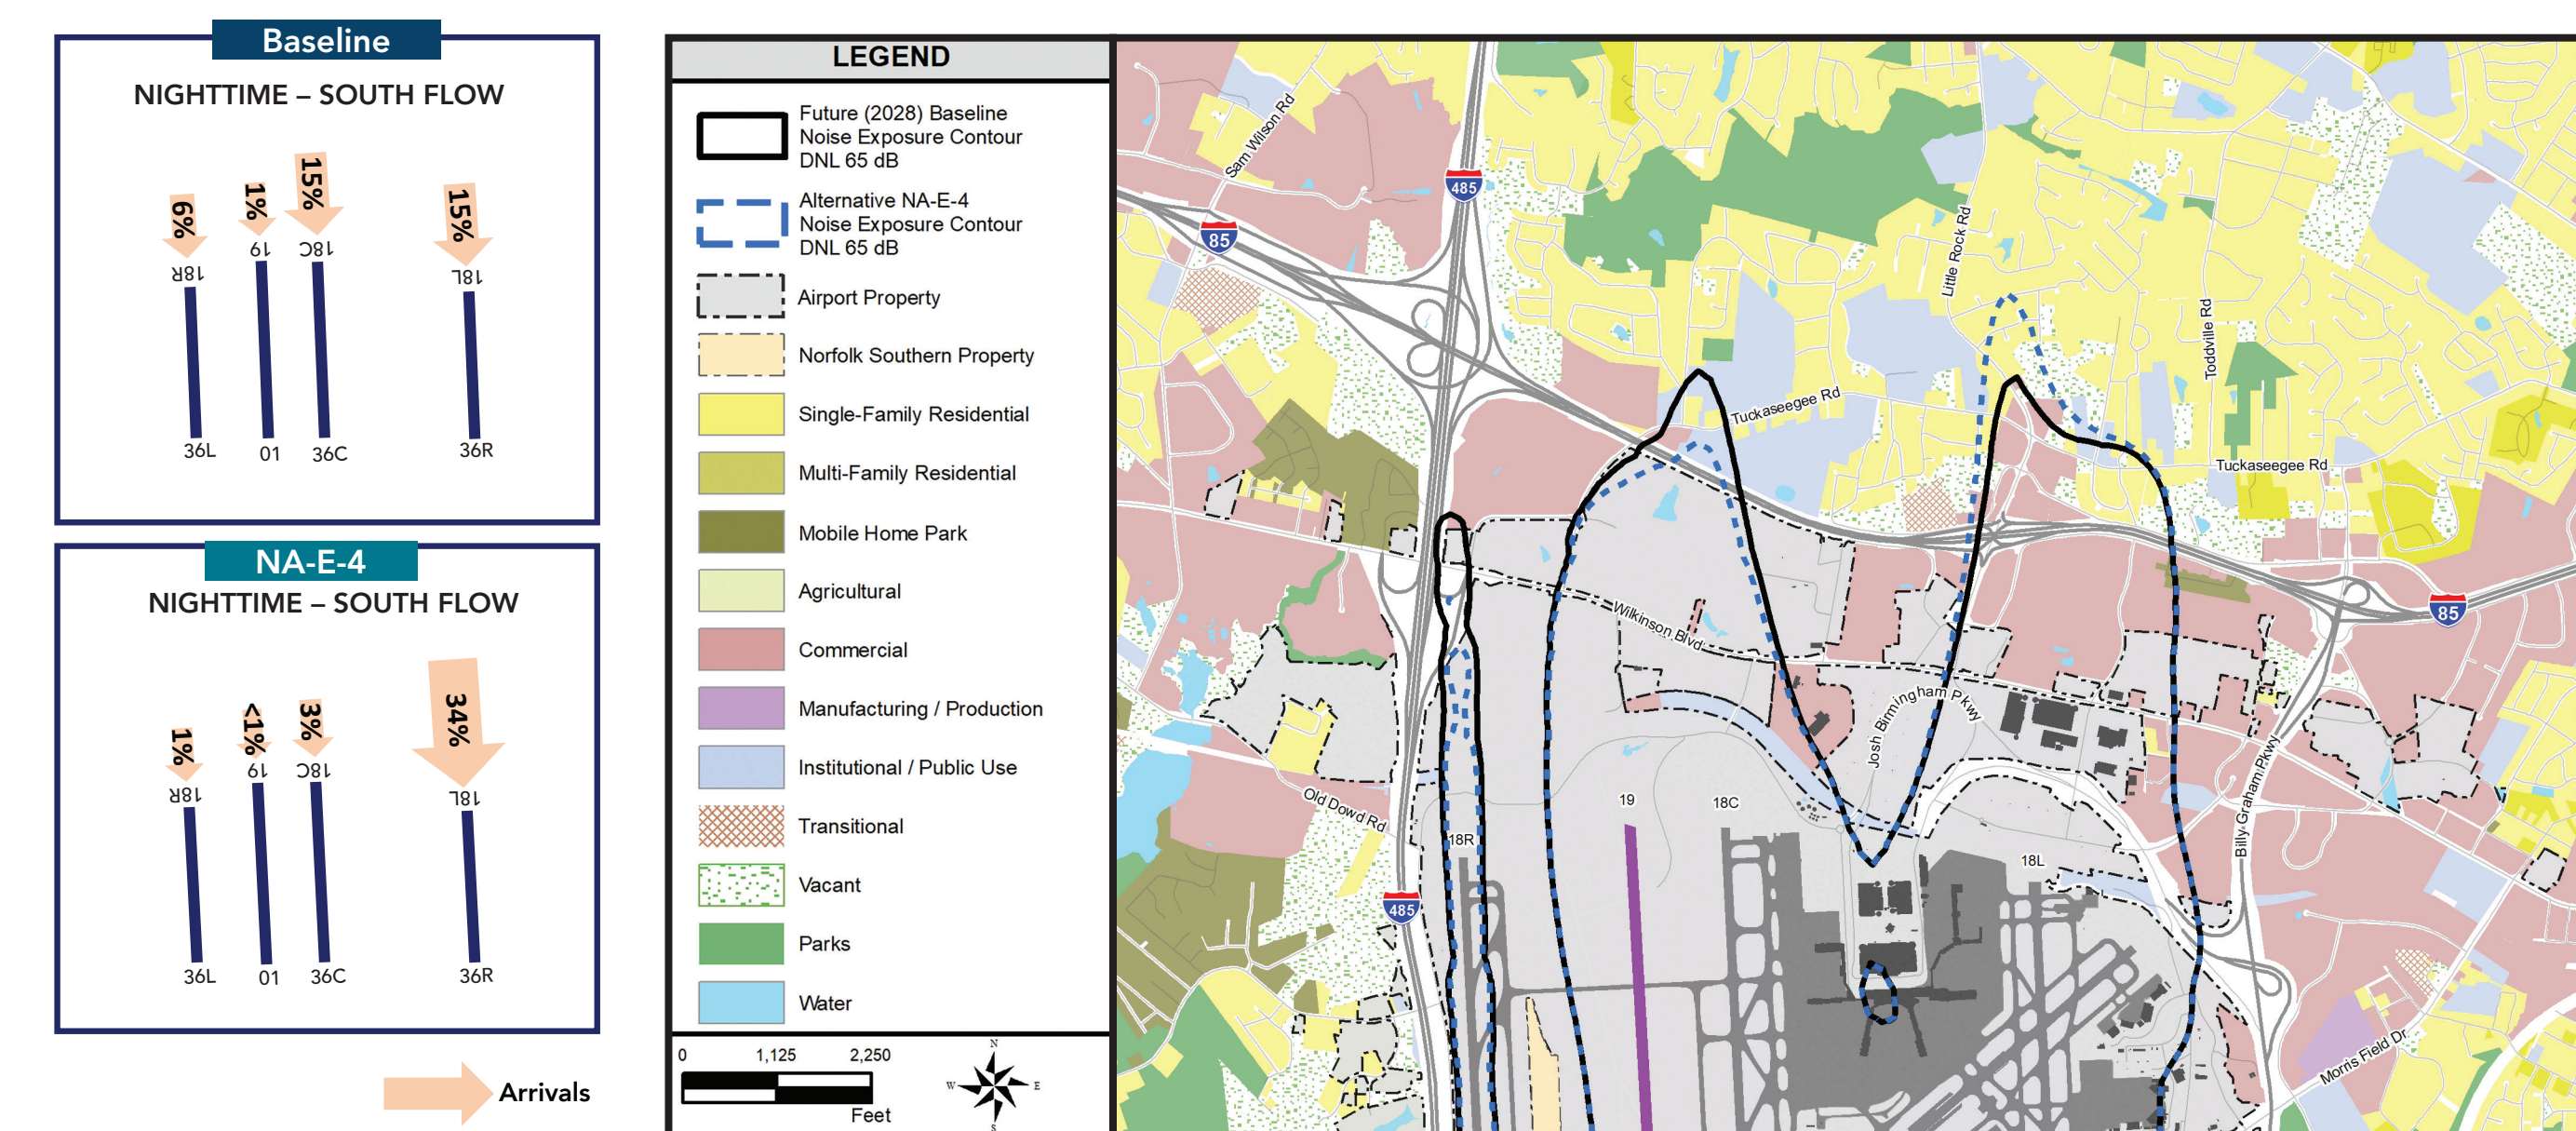 Baseline
NIGHTTIME – SOUTH FLOW
6%
1%
15%
15%
18R
19
18C
18L
36L
01
36C
36R
NA-E-4
NIGHTTIME – SOUTH FLOW
1%
<1%
3%
34%
18R
19
18C
18L
36L
01
36C
36R
Arrivals
LEGEND
Future (2028) Baseline
Noise Exposure Contour
DNL 65 dB
Alternative NA-E-4
Noise Exposure Contour
DNL 65 dB
Airport Property
Norfolk Southern Property
Single-Family Residential
Multi-Family Residential
Mobile Home Park
Agricultural
Commercial
Manufacturing / Production
Institutional / Public Use
Transitional
Vacant
Parks
Water
0 1,125 2,250
Feet
N
W E
S
Sam Wilson Rd
485
85
Little Rock Rd
Toddville Rd
Tuckaseegee Rd
Tuckaseegee Rd
85
Wilkinson Blvd
Josh Birmingham Pkwy
Billy Graham Pkwy
Old Dowd Rd
19
18C
18R
18L
485
Morris Field Dr